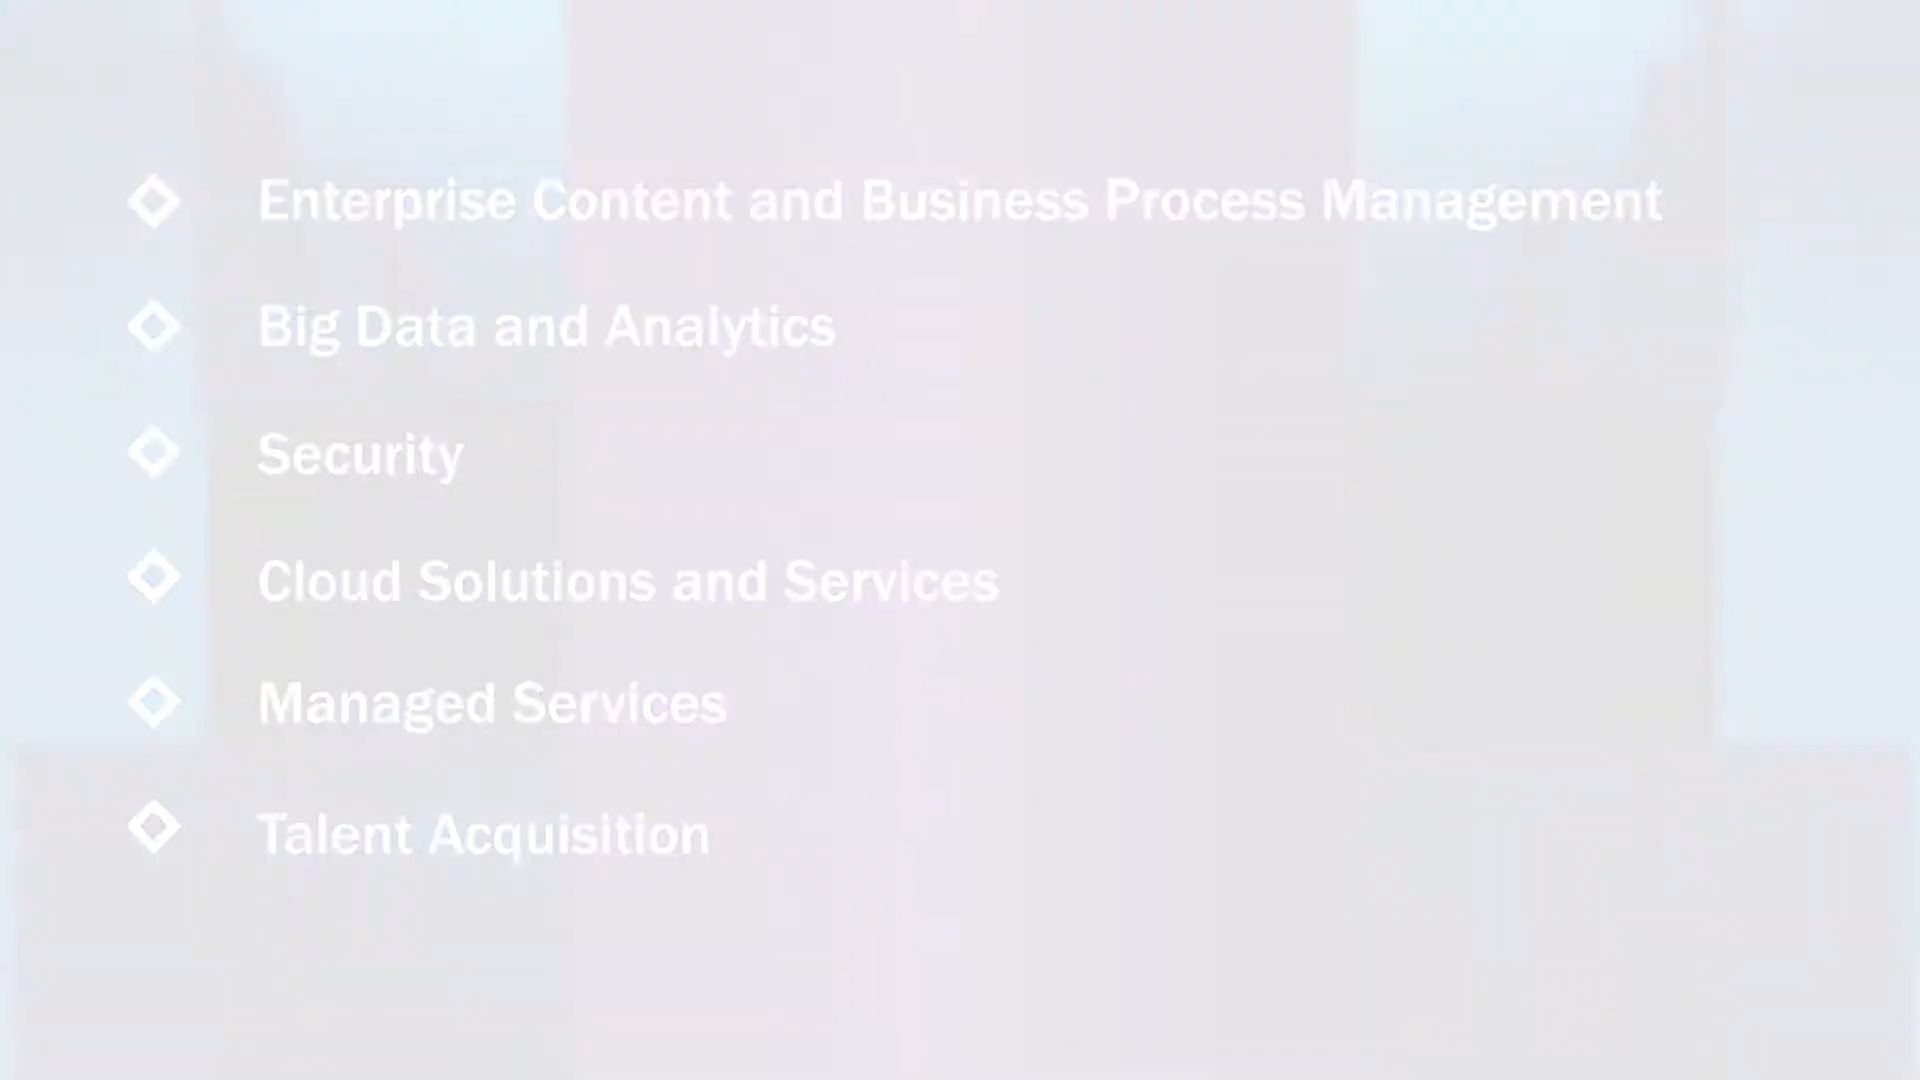 Enterprise Content and Business Process Management
Big Data and Analytics
Security
Cloud Solutions and Services
Managed Services
Talent Acquisition